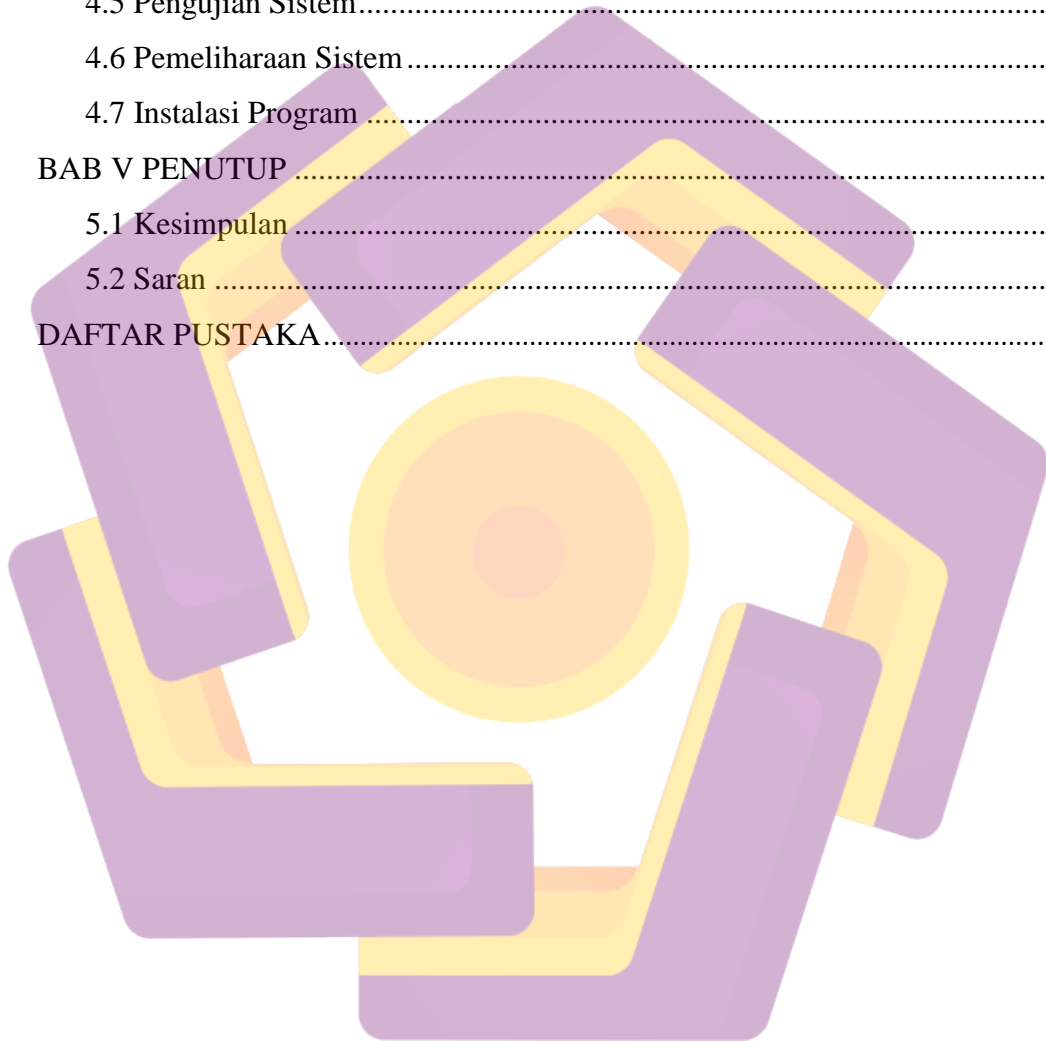 4.5 Pengujian Sistem................................................................................................
4.6 Pemeliharaan Sistem..........................................................................................
4.7 Instalasi Program ................................................................................................
BAB V PENUTUP .........................................................................................................
5.1 Kesimpulan .........................................................................................................
5.2 Saran ....................................................................................................................
DAFTAR PUSTAKA.....................................................................................................